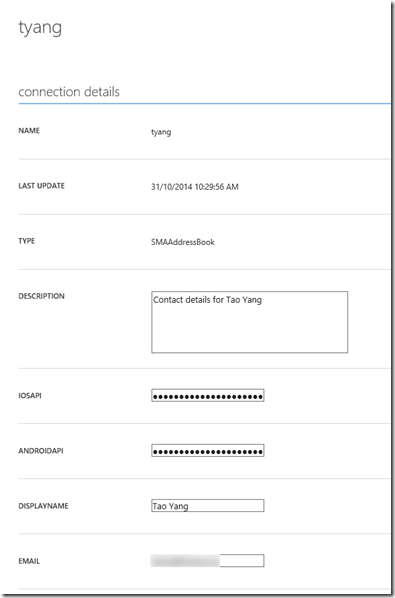 tyang
connection details
NAME tyang
LAST UPDATE 31/10/2014 10:29:56 AM
TYPE SMAAddressBook
DESCRIPTION Contact details for Tao Yang
IOSAPI ●●●●●●●●●●●●●●●●●●●●●●
ANDROIDAPI ●●●●●●●●●●●●●●●●●●●●●●
DISPLAYNAME Tao Yang
EMAIL